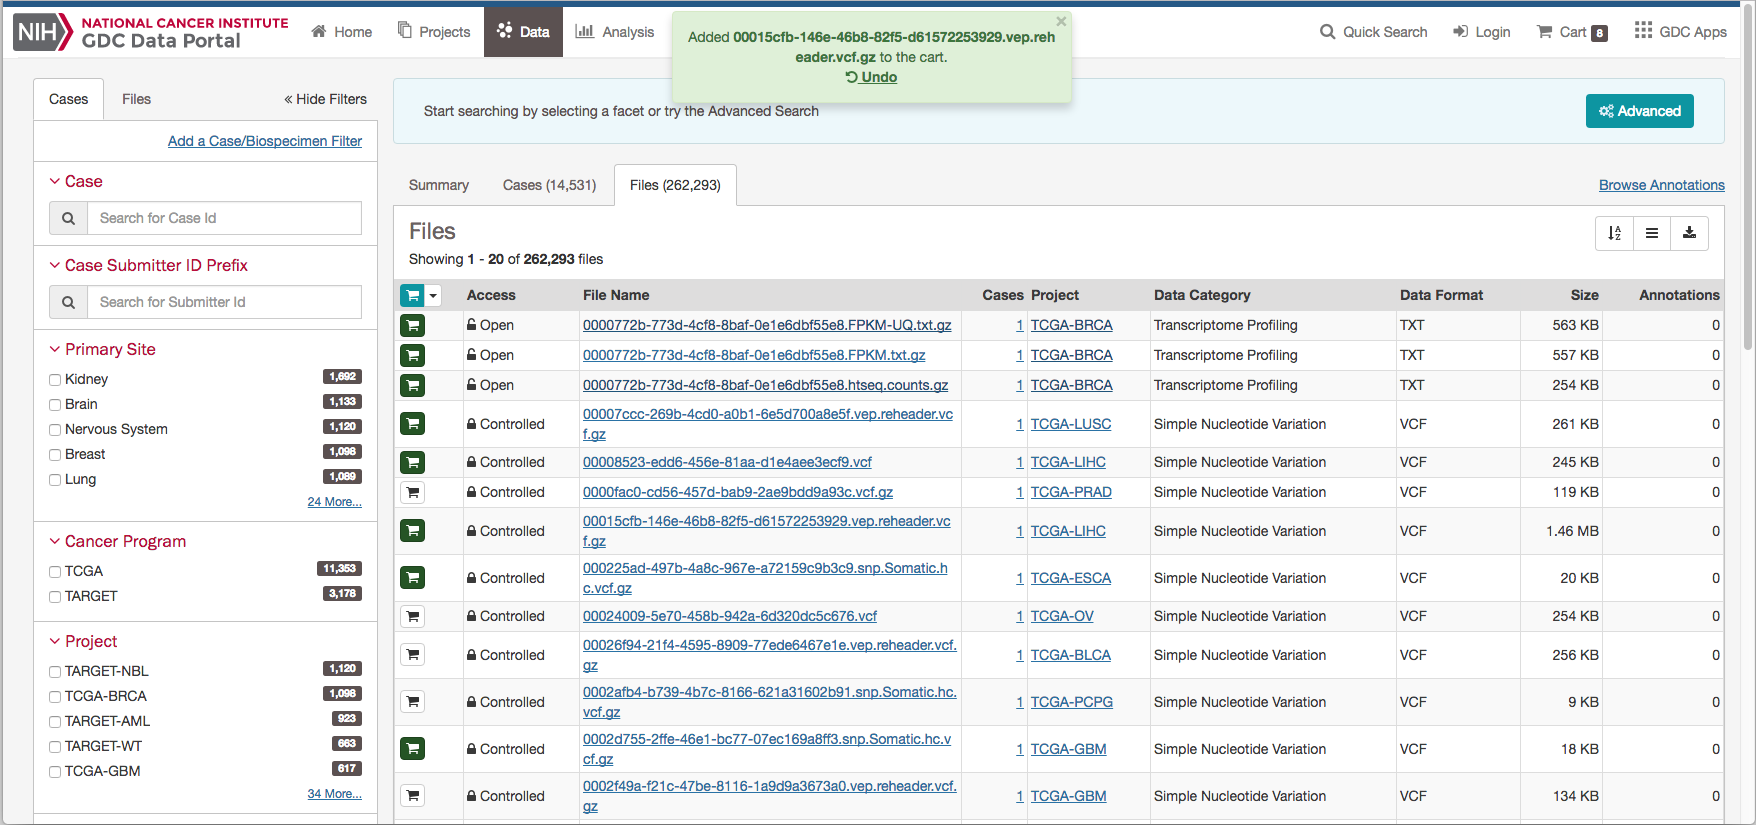 NIH
NATIONAL CANCER INSTITUTE
GDC Data Portal
Home
Projects
Data
Analysis
Added 00015cfb-146e-46b8-82f5-d61572253929.vep.reh
eader.vcf.gz to the cart.
Undo
×
Quick Search
Login
Cart 8
GDC Apps
Cases
Files
« Hide Filters
Add a Case/Biospecimen Filter
Case
Search for Case Id
Case Submitter ID Prefix
Search for Submitter Id
Primary Site
Kidney 1,692
Brain 1,133
Nervous System 1,120
Breast 1,098
Lung 1,089
24 More...
Cancer Program
TCGA 11,353
TARGET 3,178
Project
TARGET-NBL 1,120
TCGA-BRCA 1,098
TARGET-AML 923
TARGET-WT 663
TCGA-GBM 617
34 More...
Start searching by selecting a facet or try the Advanced Search
Advanced
Summary
Cases (14,531)
Files (262,293)
Browse Annotations
Files
Showing 1 - 20 of 262,293 files
Access File Name Cases Project Data Category Data Format Size Annotations
Open 0000772b-773d-4cf8-8baf-0e1e6dbf55e8.FPKM-UQ.txt.gz 1 TCGA-BRCA Transcriptome Profiling TXT 563 KB 0
Open 0000772b-773d-4cf8-8baf-0e1e6dbf55e8.FPKM.txt.gz 1 TCGA-BRCA Transcriptome Profiling TXT 557 KB 0
Open 0000772b-773d-4cf8-8baf-0e1e6dbf55e8.htseq.counts.gz 1 TCGA-BRCA Transcriptome Profiling TXT 254 KB 0
Controlled 00007ccc-269b-4cd0-a0b1-6e5d700a8e5f.vep.reheader.vc
f.gz 1 TCGA-LUSC Simple Nucleotide Variation VCF 261 KB 0
Controlled 00008523-edd6-456e-81aa-d1e4aee3ecf9.vcf 1 TCGA-LIHC Simple Nucleotide Variation VCF 245 KB 0
Controlled 0000fac0-cd56-457d-bab9-2ae9bdd9a93c.vcf.gz 1 TCGA-PRAD Simple Nucleotide Variation VCF 119 KB 0
Controlled 00015cfb-146e-46b8-82f5-d61572253929.vep.reheader.vc
f.gz 1 TCGA-LIHC Simple Nucleotide Variation VCF 1.46 MB 0
Controlled 000225ad-497b-4a8c-967e-a72159c9b3c9.snp.Somatic.h
c.vcf.gz 1 TCGA-ESCA Simple Nucleotide Variation VCF 20 KB 0
Controlled 00024009-5e70-458b-942a-6d320dc5c676.vcf 1 TCGA-OV Simple Nucleotide Variation VCF 254 KB 0
Controlled 00026f94-21f4-4595-8909-77ede6467e1e.vep.reheader.vcf.
gz 1 TCGA-BLCA Simple Nucleotide Variation VCF 256 KB 0
Controlled 0002afb4-b739-4b7c-8166-621a31602b91.snp.Somatic.hc.
vcf.gz 1 TCGA-PCPG Simple Nucleotide Variation VCF 9 KB 0
Controlled 0002d755-2ffe-46e1-bc77-07ec169a8ff3.snp.Somatic.hc.v
cf.gz 1 TCGA-GBM Simple Nucleotide Variation VCF 18 KB 0
Controlled 0002f49a-f21c-47be-8116-1a9d9a3673a0.vep.reheader.vcf.
gz 1 TCGA-GBM Simple Nucleotide Variation VCF 134 KB 0